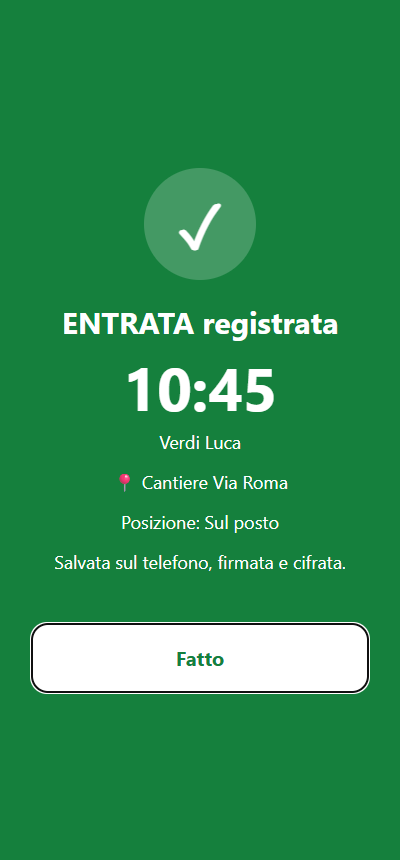 ENTRATA registrata
10:45
Verdi Luca
📍 Cantiere Via Roma
Posizione: Sul posto
Salvata sul telefono, firmata e cifrata.
Fatto